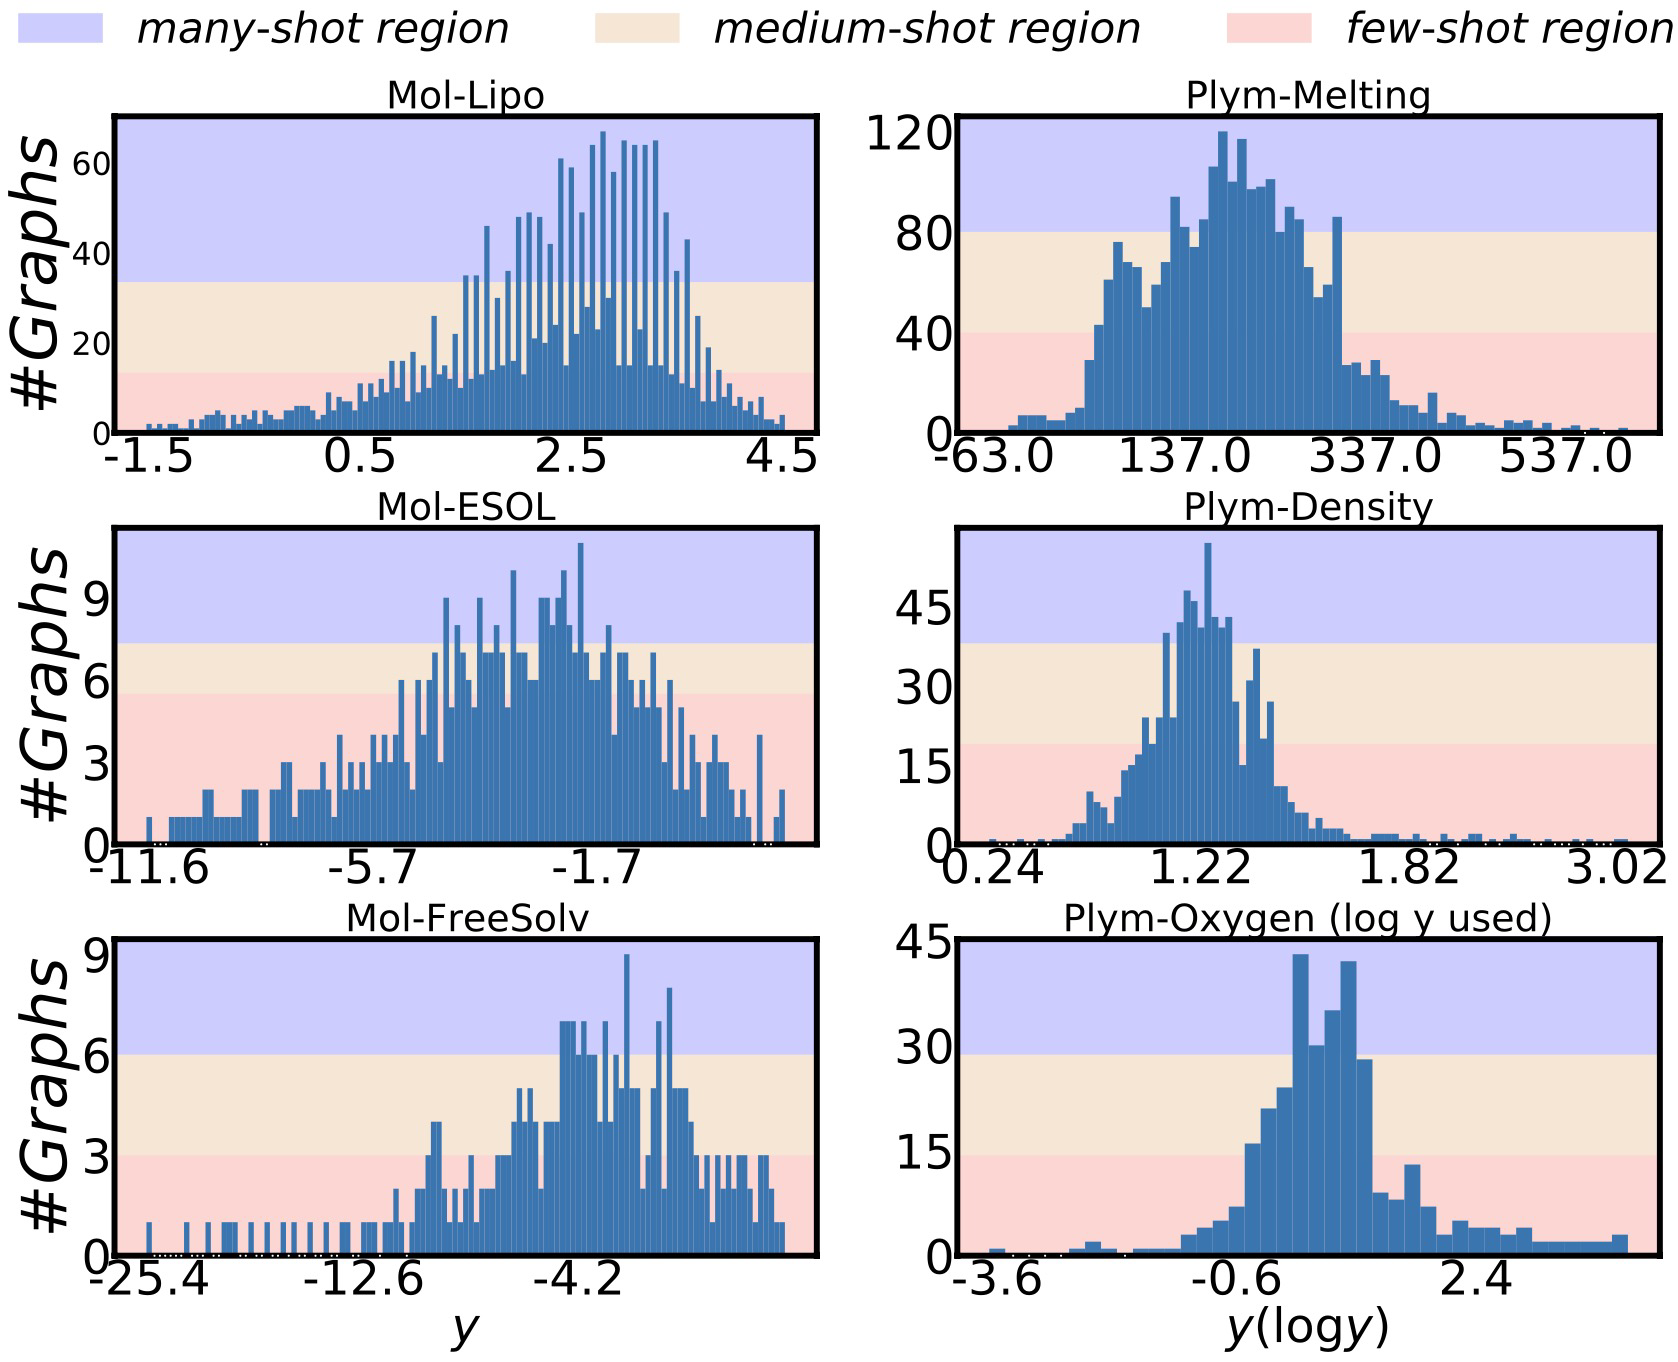 many-shot region medium-shot region few-shot region
Mol-Lipo
#Graphs
60
40
20
0
-1.5 0.5 2.5 4.5
Plym-Melting
120
80
40
0
-63.0 137.0 337.0 537.0
Mol-ESOL
#Graphs
9
6
3
0
-11.6 -5.7 -1.7
Plym-Density
45
30
15
0
0.24 1.22 1.82 3.02
Mol-FreeSolv
#Graphs
9
6
3
0
-25.4 -12.6 -4.2
y
Plym-Oxygen (log y used)
45
30
15
0
-3.6 -0.6 2.4
y(logy)